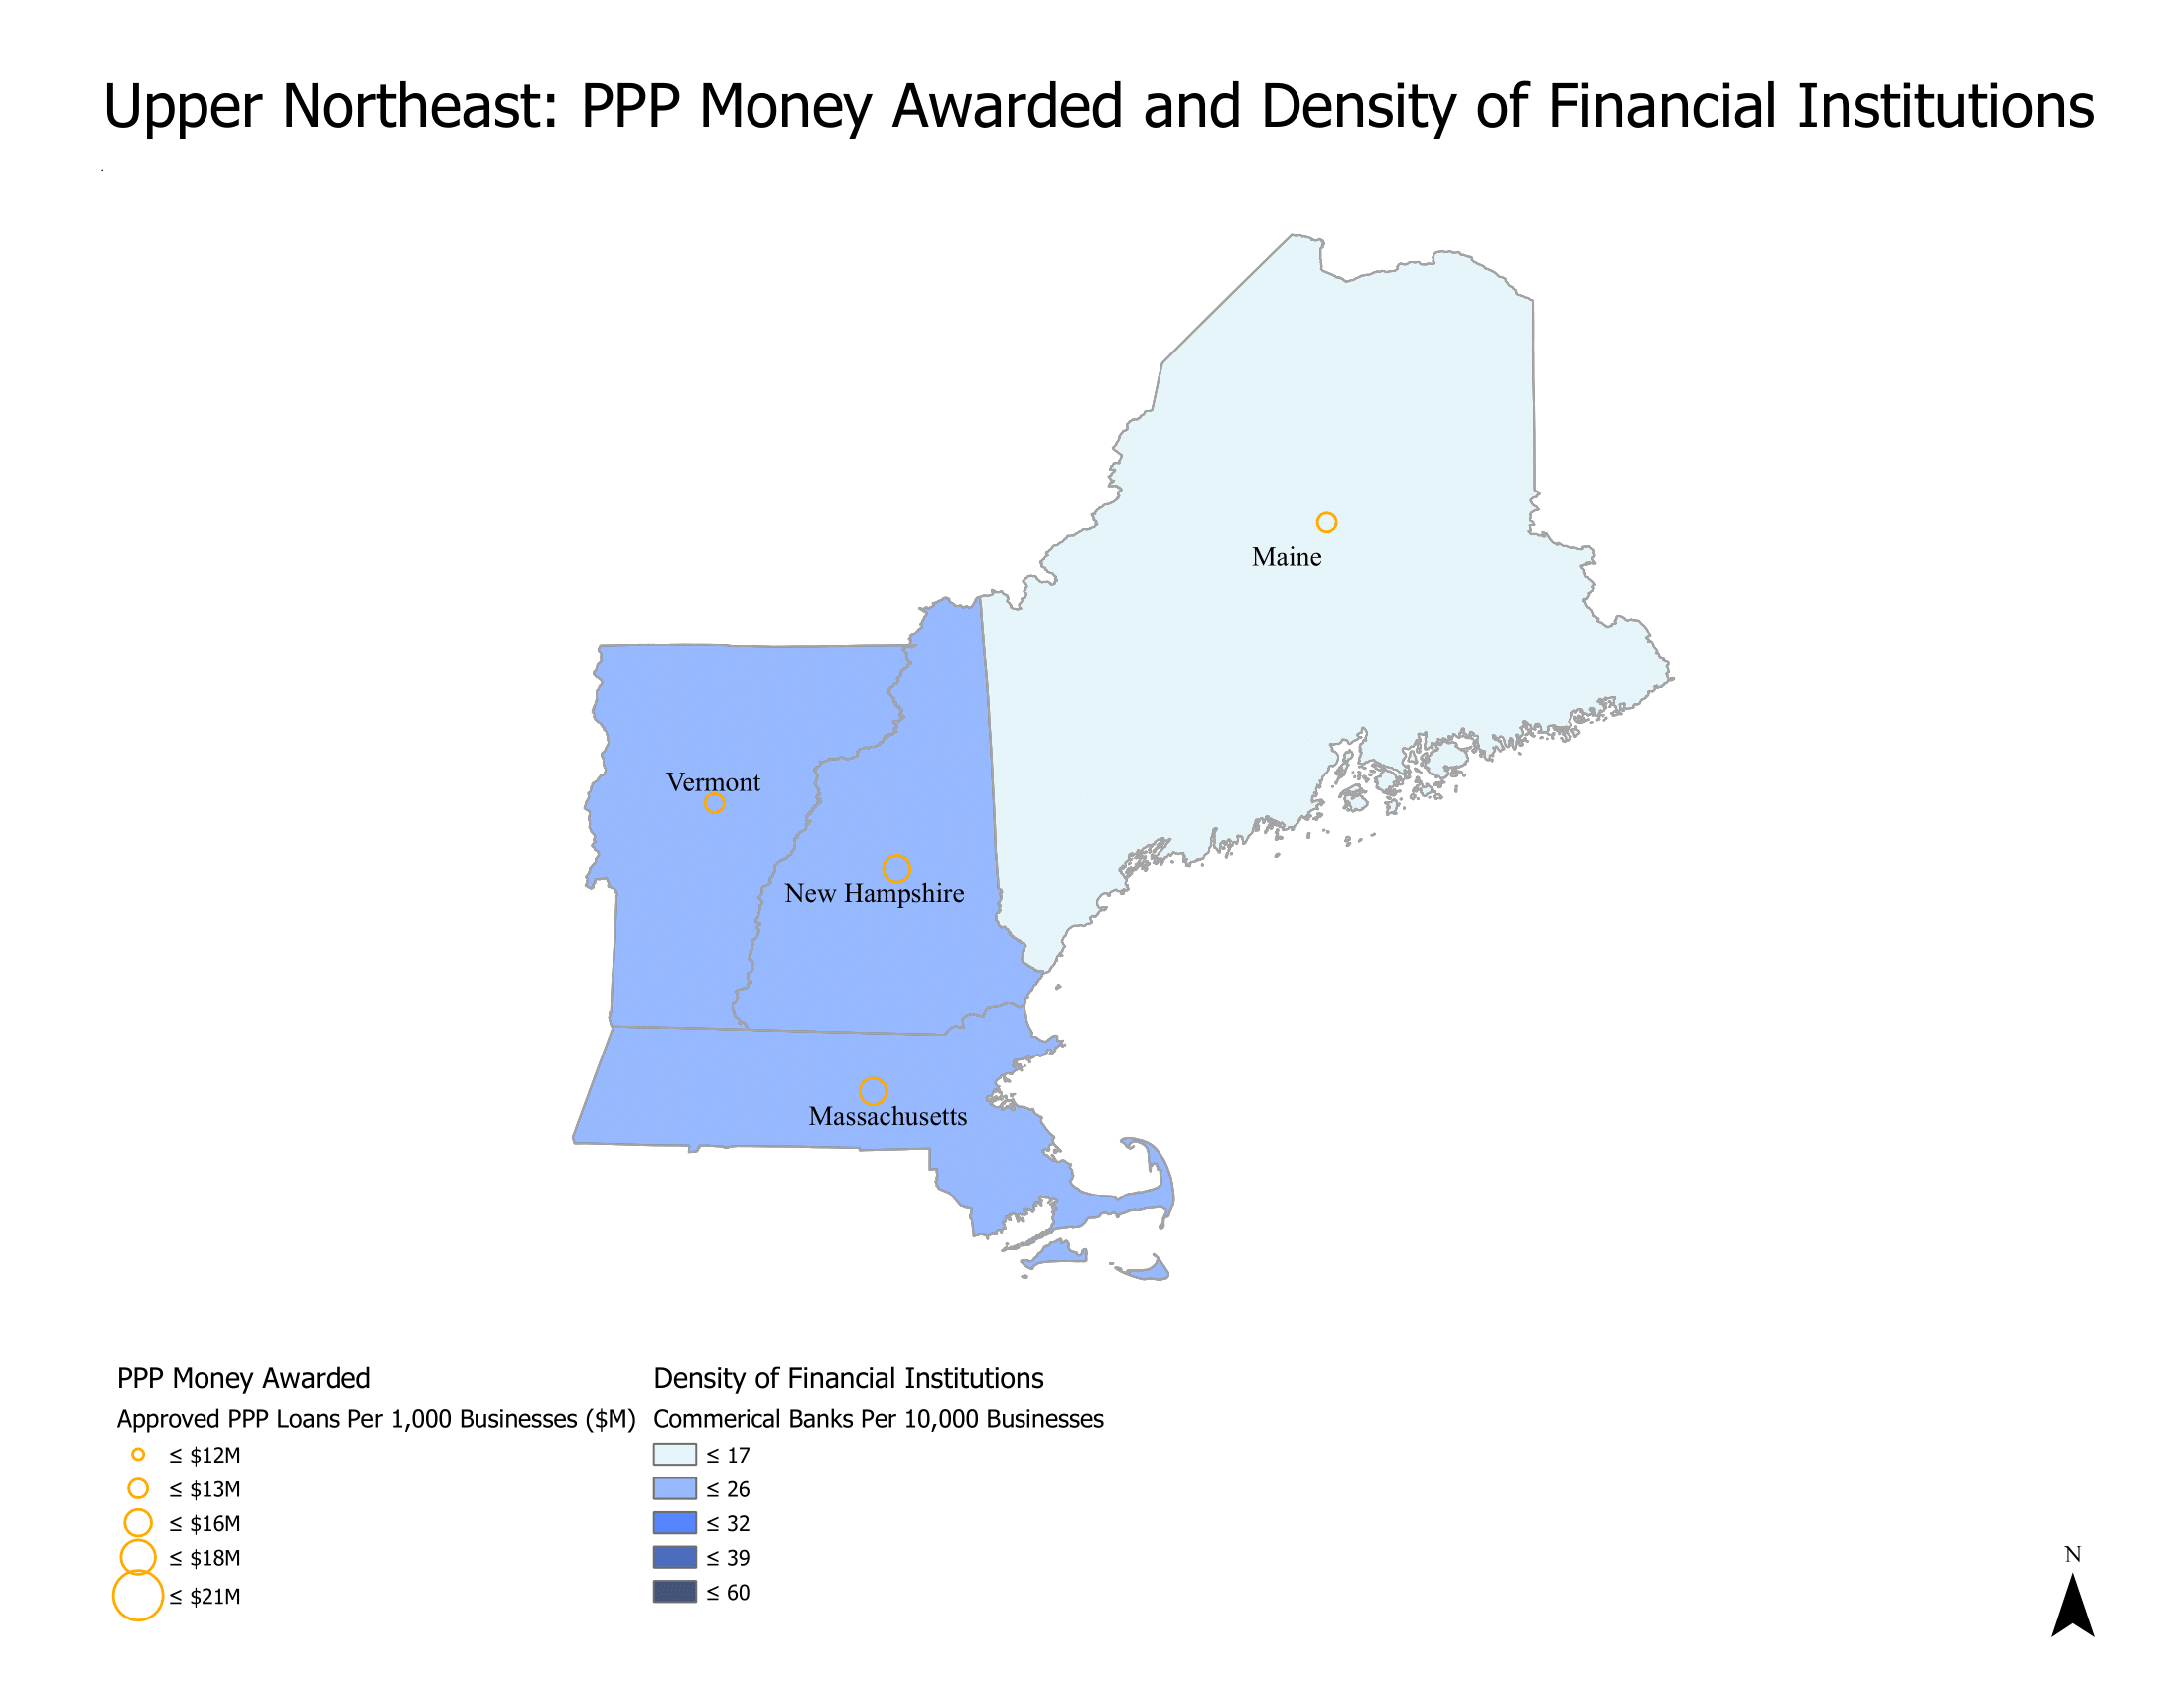 Upper Northeast: PPP Money Awarded and Density of Financial Institutions
Maine
Vermont
New Hampshire
Massachusetts
PPP Money Awarded
Approved PPP Loans Per 1,000 Businesses ($M)
≤ $12M
≤ $13M
≤ $16M
≤ $18M
≤ $21M
Density of Financial Institutions
Commerical Banks Per 10,000 Businesses
≤ 17
≤ 26
≤ 32
≤ 39
≤ 60
N